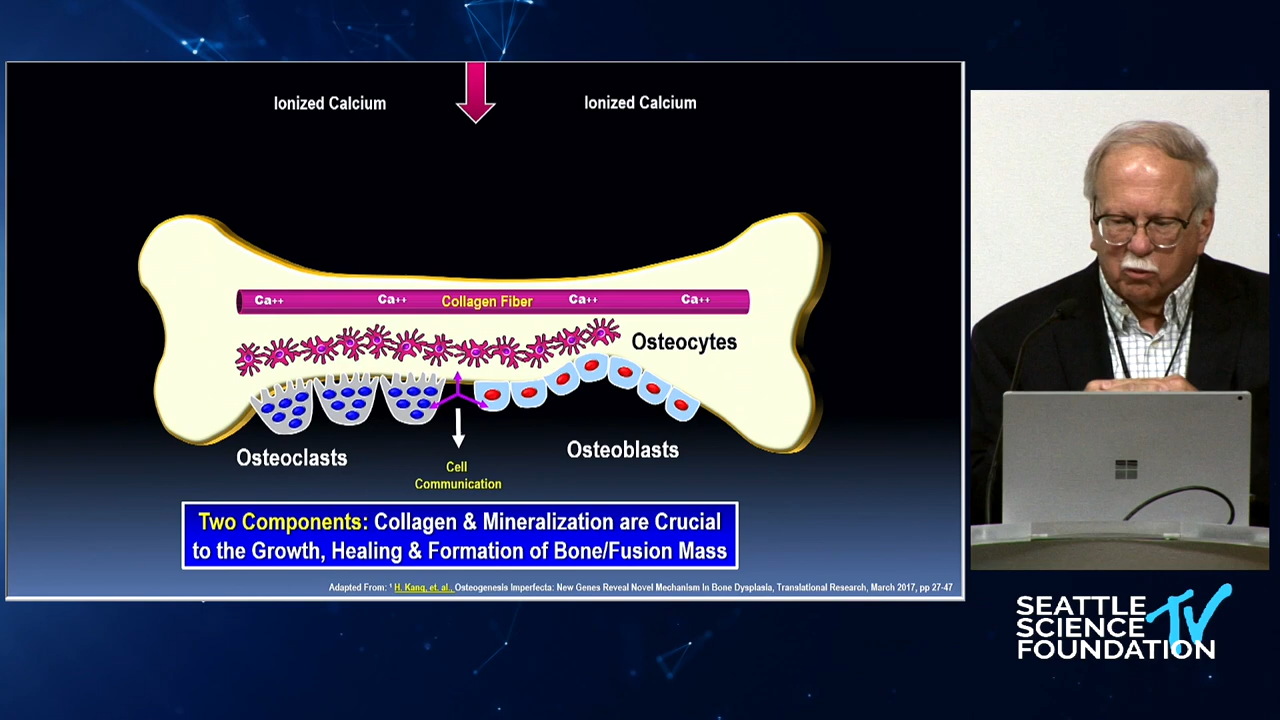 Ionized Calcium
Ionized Calcium
Ca++
Ca++
Collagen Fiber
Ca++
Ca++
Osteocytes
Osteoclasts
Osteoblasts
Cell
Communication
Two Components: Collagen & Mineralization are Crucial
to the Growth, Healing & Formation of Bone/Fusion Mass
Adapted From: ¹ H. Kang, et. al., Osteogenesis Imperfecta: New Genes Reveal Novel Mechanism In Bone Dysplasia, Translational Research, March 2017, pp 27-47
SEATTLE
SCIENCE
FOUNDATION
TV